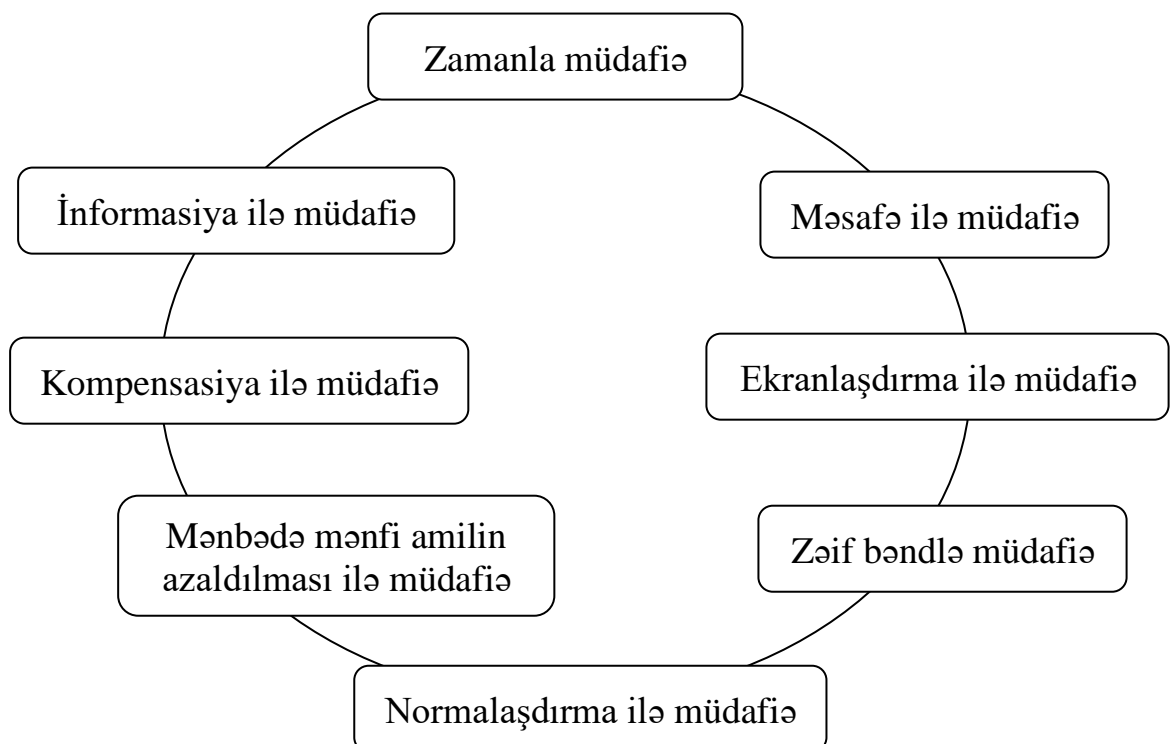 Zamanla müdafiə
İnformasiya ilə müdafiə
Məsafə ilə müdafiə
Kompensasiya ilə müdafiə
Ekranlaşdırma ilə müdafiə
Mənbədə mənfi amilin
azaldılması ilə müdafiə
Zəif bəndlə müdafiə
Normalaşdırma ilə müdafiə